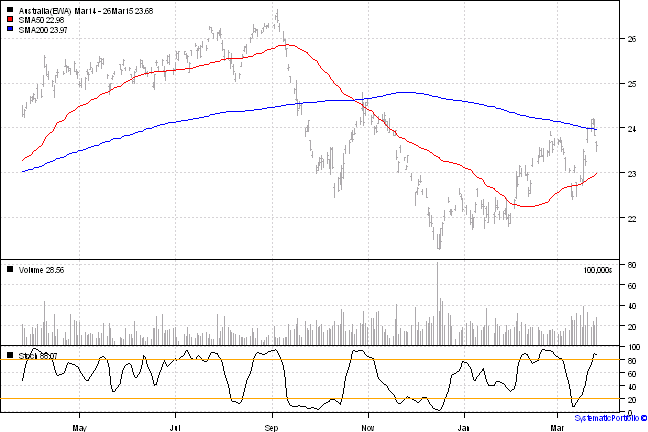 Australia(EWA) Mar14 - 26Mar15 23.68
SMA50 22.98
SMA200 23.97
26
25
24
23
22
Volume 28.56
100,000s
80
60
40
20
Stoch 88.07
100
80
60
40
20
0
May
Jul
Sep
Nov
Jan
Mar
SystematicPortfolio ©